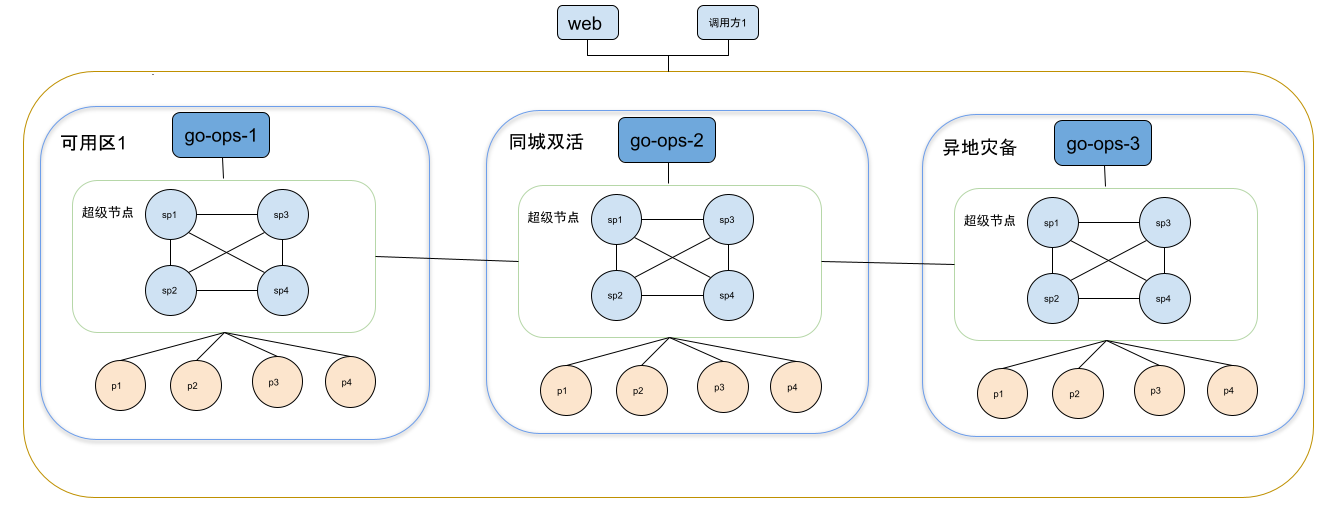 web
调用方1
可用区1
go-ops-1
超级节点
sp1
sp3
sp2
sp4
p1
p2
p3
p4
同城双活
go-ops-2
超级节点
sp1
sp3
sp2
sp4
p1
p2
p3
p4
异地灾备
go-ops-3
超级节点
sp1
sp3
sp2
sp4
p1
p2
p3
p4